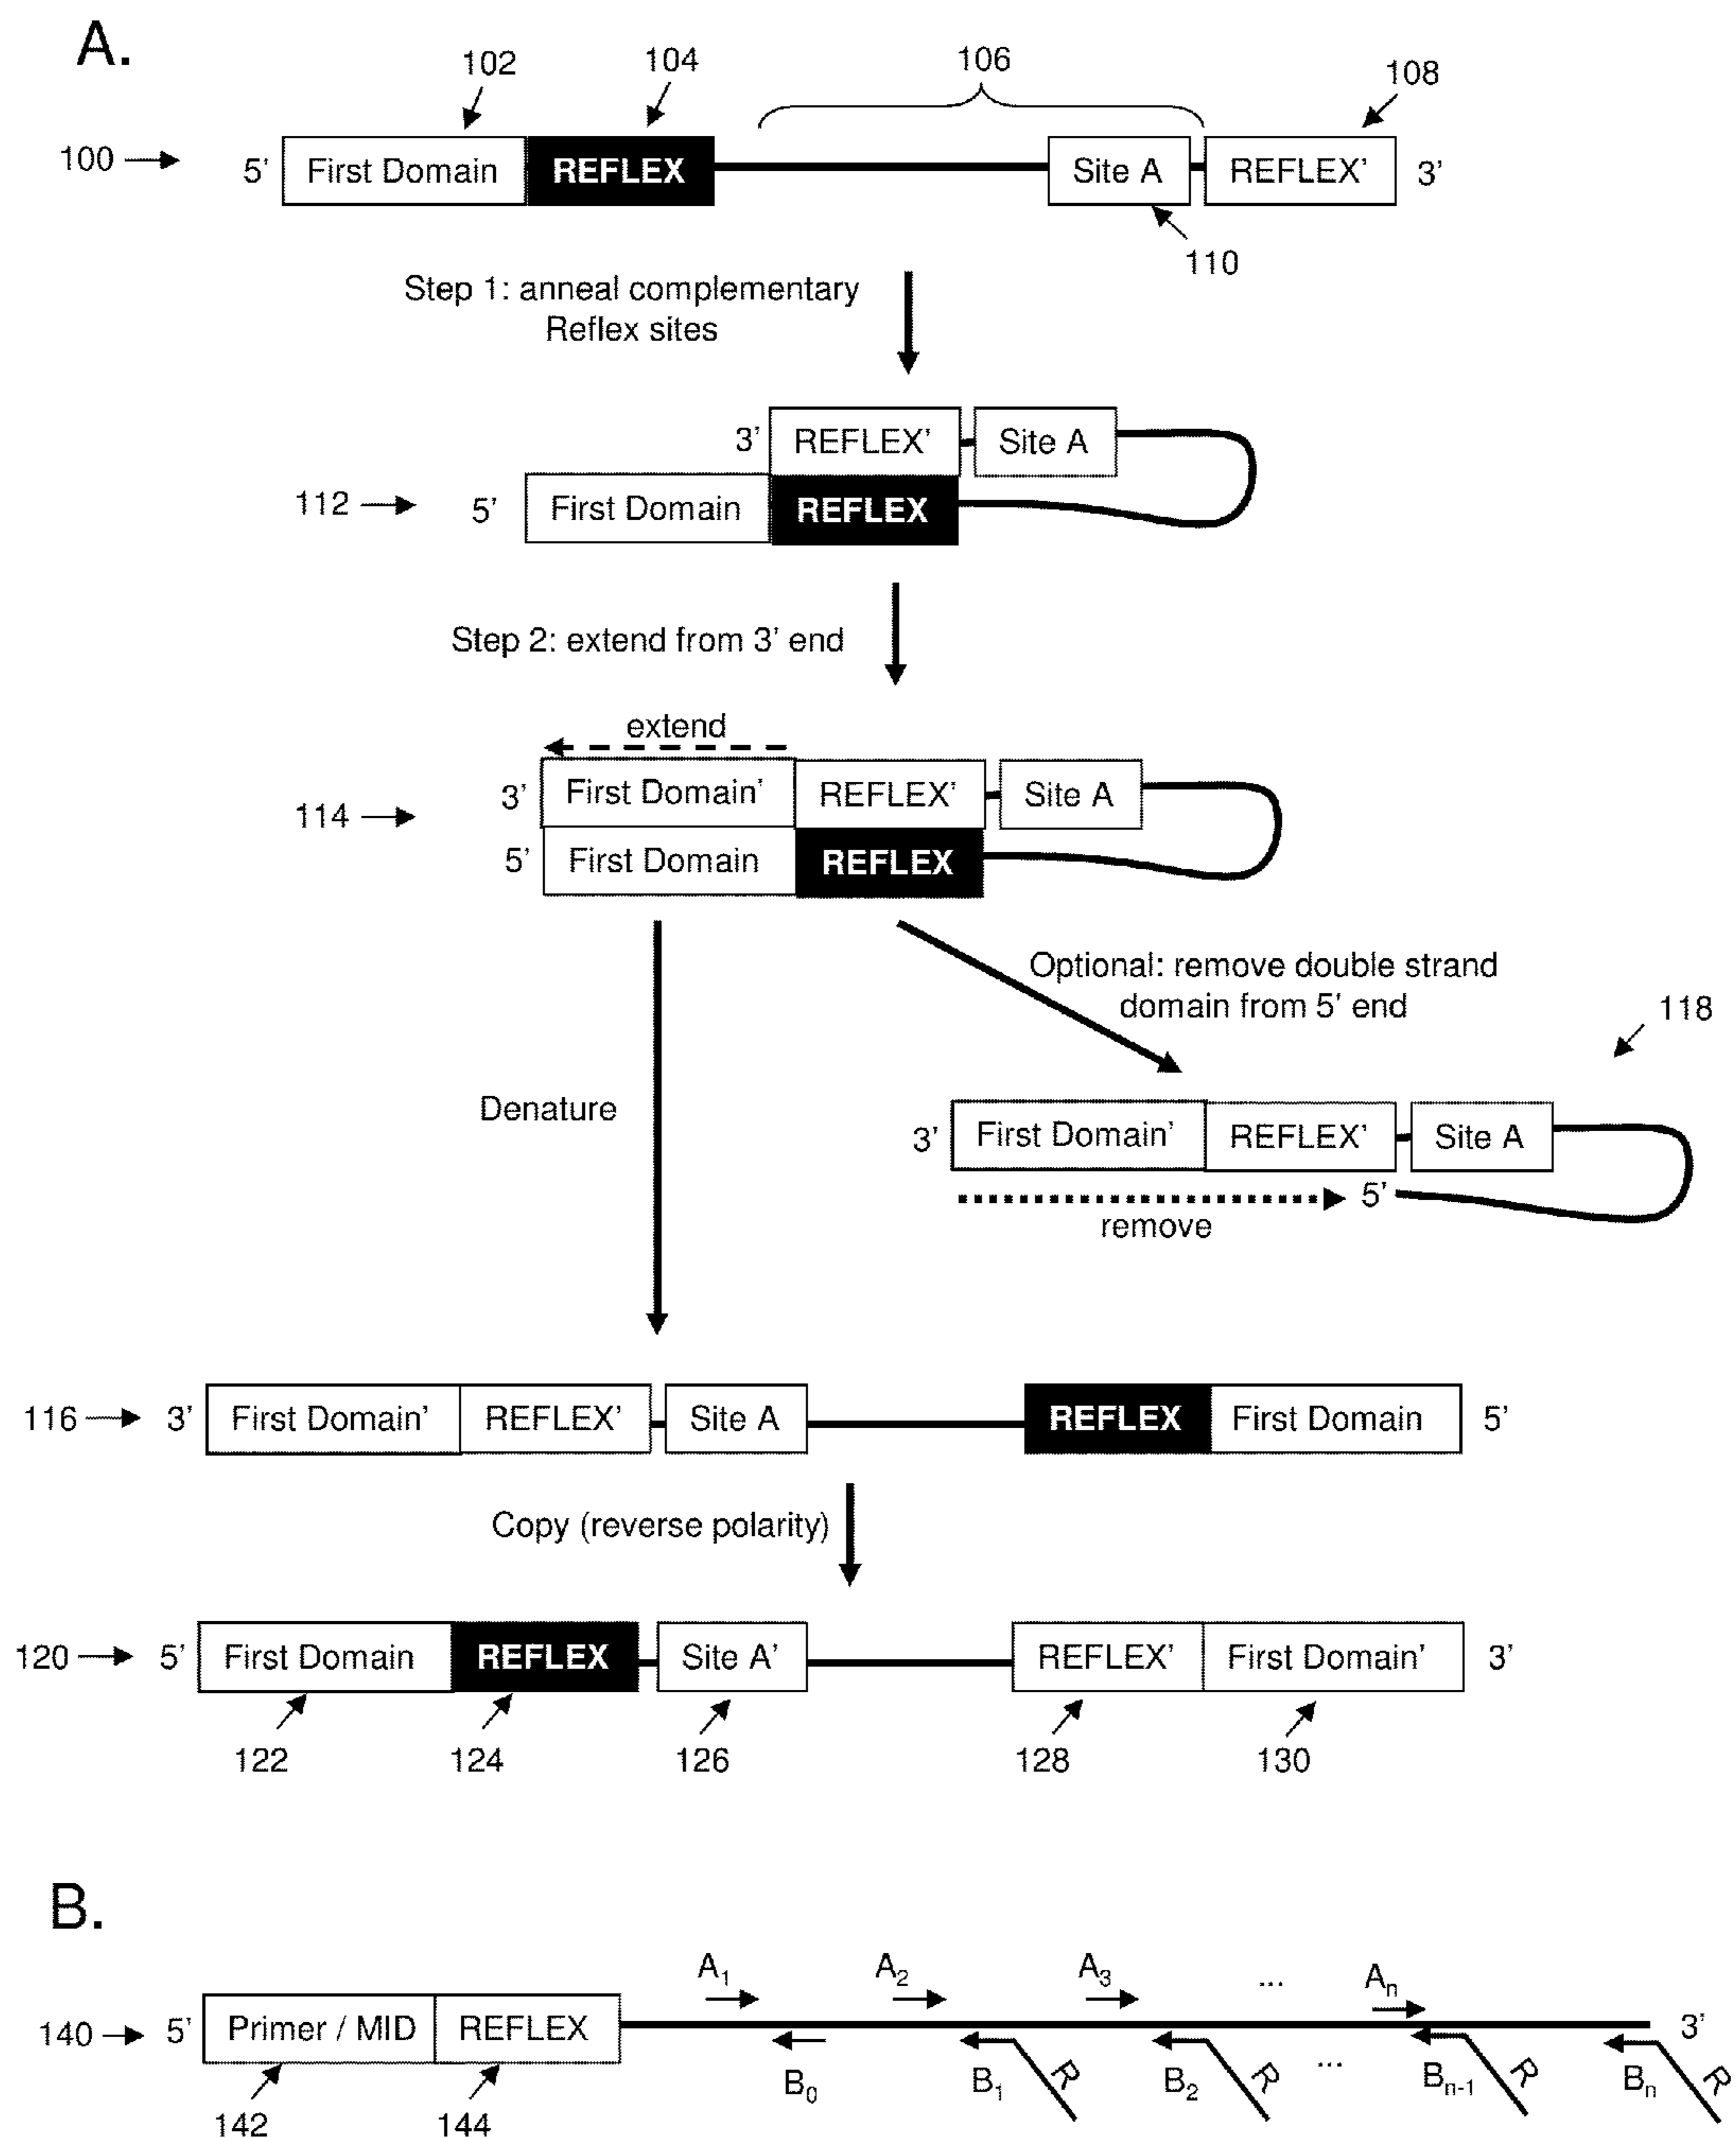 A.
102
104
106
108
100
5’ First Domain REFLEX Site A REFLEX’ 3’
110
Step 1: anneal complementary
Reflex sites
3’ REFLEX’ Site A
112
5’ First Domain REFLEX
Step 2: extend from 3’ end
extend
3’ First Domain’ REFLEX’ Site A
114
5’ First Domain REFLEX
Optional: remove double strand
domain from 5’ end
118
Denature
3’ First Domain’ REFLEX’ Site A
5’
remove
116
3’ First Domain’ REFLEX’ Site A REFLEX First Domain 5’
Copy (reverse polarity)
120
5’ First Domain REFLEX Site A’ REFLEX’ First Domain’ 3’
122
124
126
128
130
B.
A₁ A₂ A₃ ... Aₙ
140
5’ Primer / MID REFLEX 3’
B₀ B₁ R B₂ R ... Bₙ₋₁ R Bₙ R
142
144